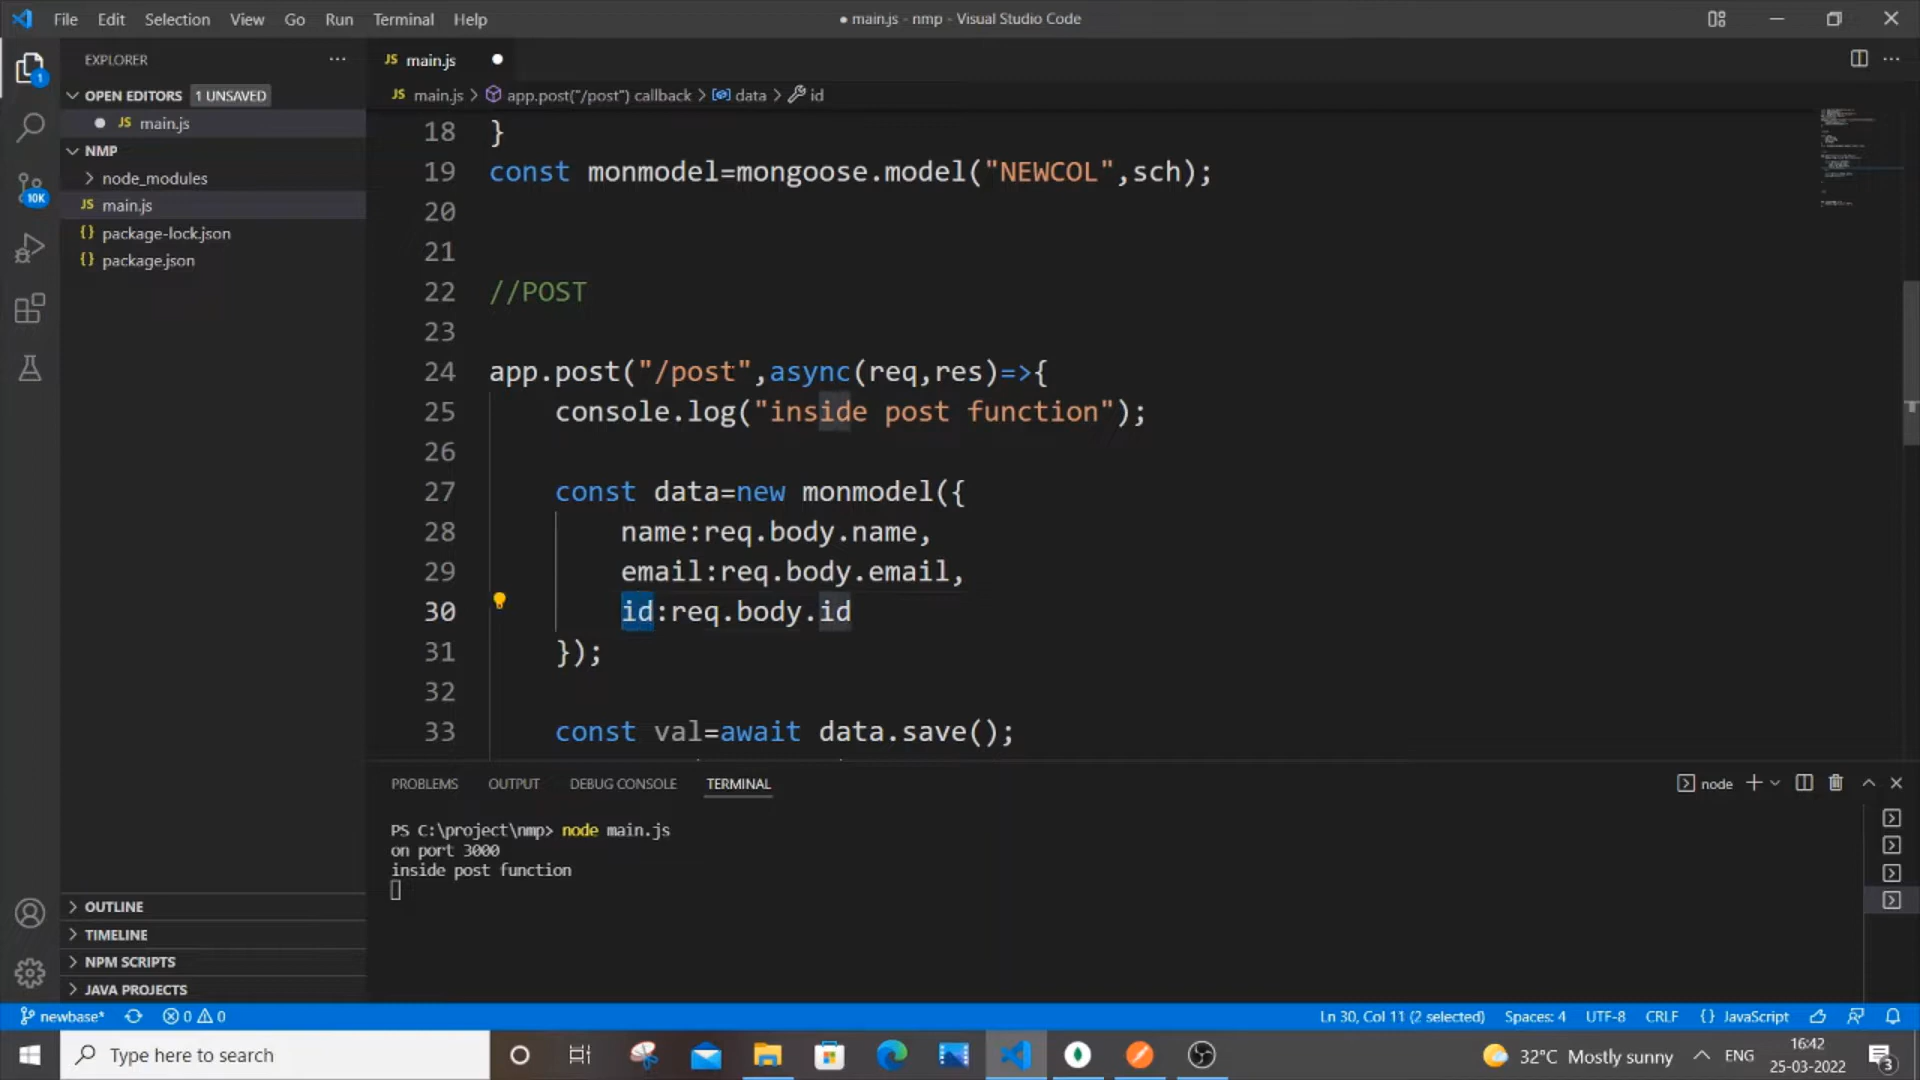 File Edit Selection View Go Run Terminal Help
● main.js - nmp - Visual Studio Code
EXPLORER
OPEN EDITORS 1 UNSAVED
JS main.js
NMP
node_modules
JS main.js
{} package-lock.json
{} package.json
OUTLINE
TIMELINE
NPM SCRIPTS
JAVA PROJECTS
1
10K
JS main.js
JS main.js > app.post("/post") callback > data > id
18 }
19 const monmodel=mongoose.model("NEWCOL",sch);
20
21
22 //POST
23
24 app.post("/post",async(req,res)=>{
25 console.log("inside post function");
26
27 const data=new monmodel({
28 name:req.body.name,
29 email:req.body.email,
30 id:req.body.id
31 });
32
33 const val=await data.save();
PROBLEMS OUTPUT DEBUG CONSOLE TERMINAL
node
PS C:\project\nmp> node main.js
on port 3000
inside post function
newbase* 0 0
Ln 30, Col 11 (2 selected) Spaces: 4 UTF-8 CRLF {} JavaScript
Type here to search
32°C Mostly sunny
ENG
16:42
25-03-2022
3